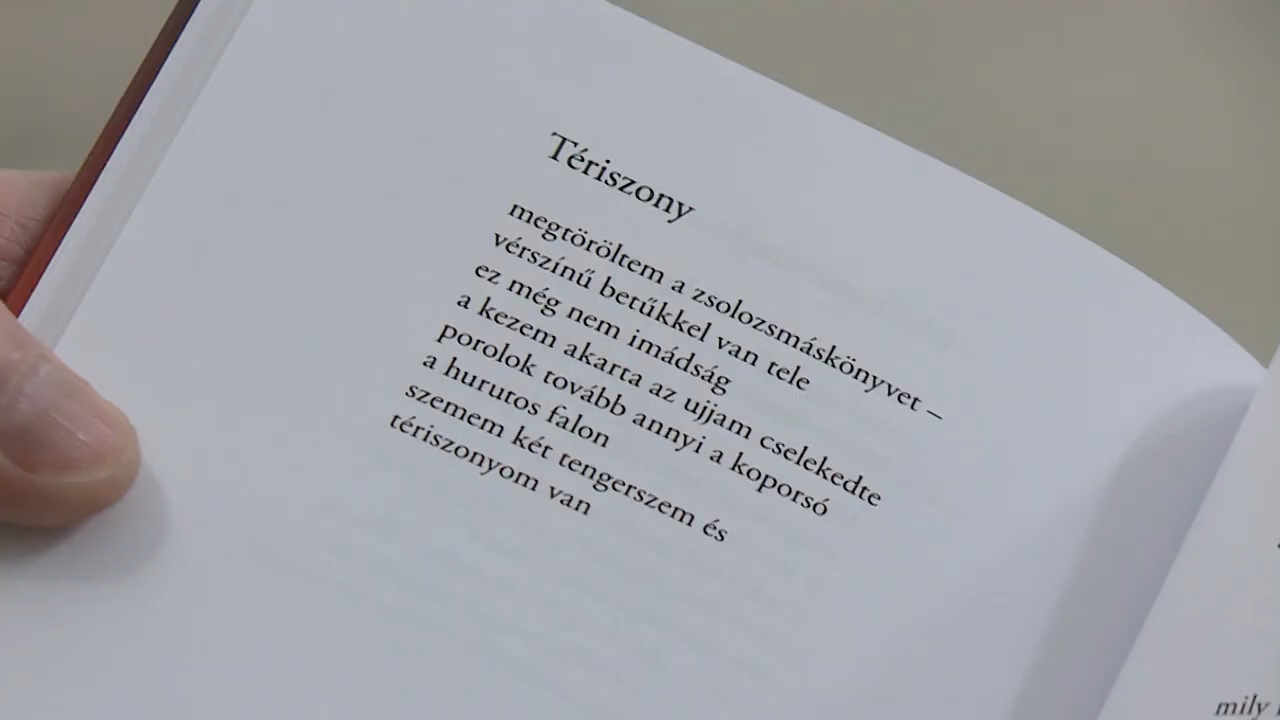 Tériszony
megtöröltem a zsolozsmáskönyvet –
vérszínű betűkkel van tele
ez még nem imádság
a kezem akarta az ujjam cselekedte
porolok tovább annyi a koporsó
a hurutos falon
szemem két tengerszem és
tériszonyom van
mily